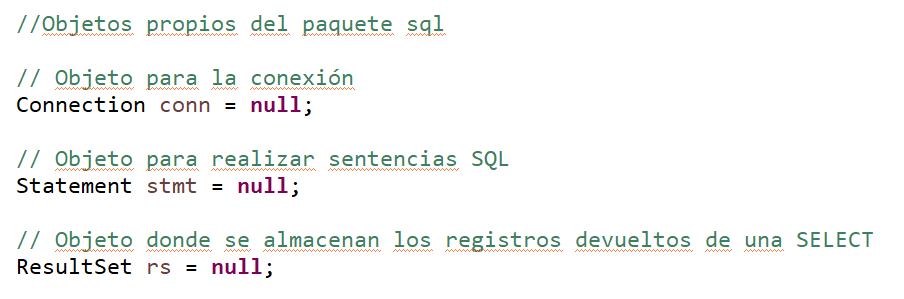 //Objetos propios del paquete sql
// Objeto para la conexión
Connection conn = null;
// Objeto para realizar sentencias SQL
Statement stmt = null;
// Objeto donde se almacenan los registros devueltos de una SELECT
ResultSet rs = null;